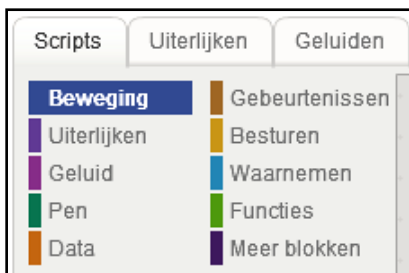 Scripts Uiterlijken Geluiden
Beweging Gebeurtenissen
Uiterlijken Besturen
Geluid Waarnemen
Pen Functies
Data Meer blokken